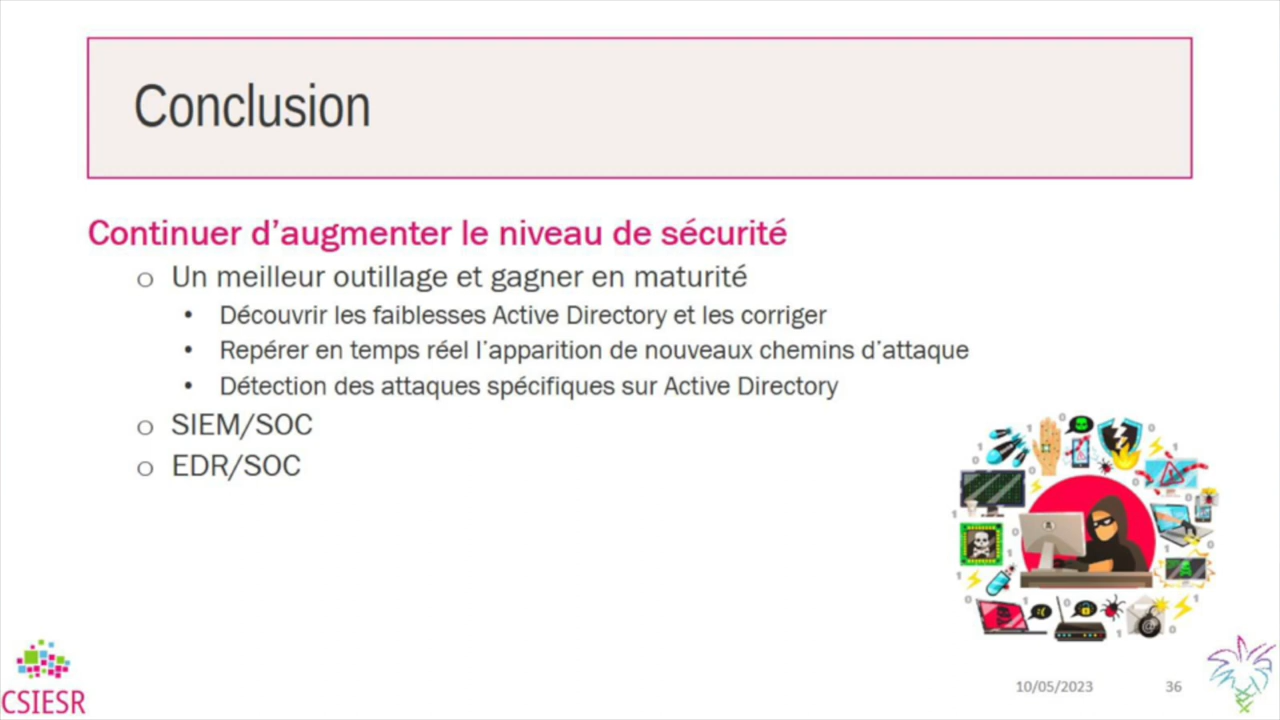 Conclusion
Continuer d’augmenter le niveau de sécurité
o Un meilleur outillage et gagner en maturité
• Découvrir les faiblesses Active Directory et les corriger
• Repérer en temps réel l’apparition de nouveaux chemins d’attaque
• Détection des attaques spécifiques sur Active Directory
o SIEM/SOC
o EDR/SOC
CSIESR
10/05/2023
36